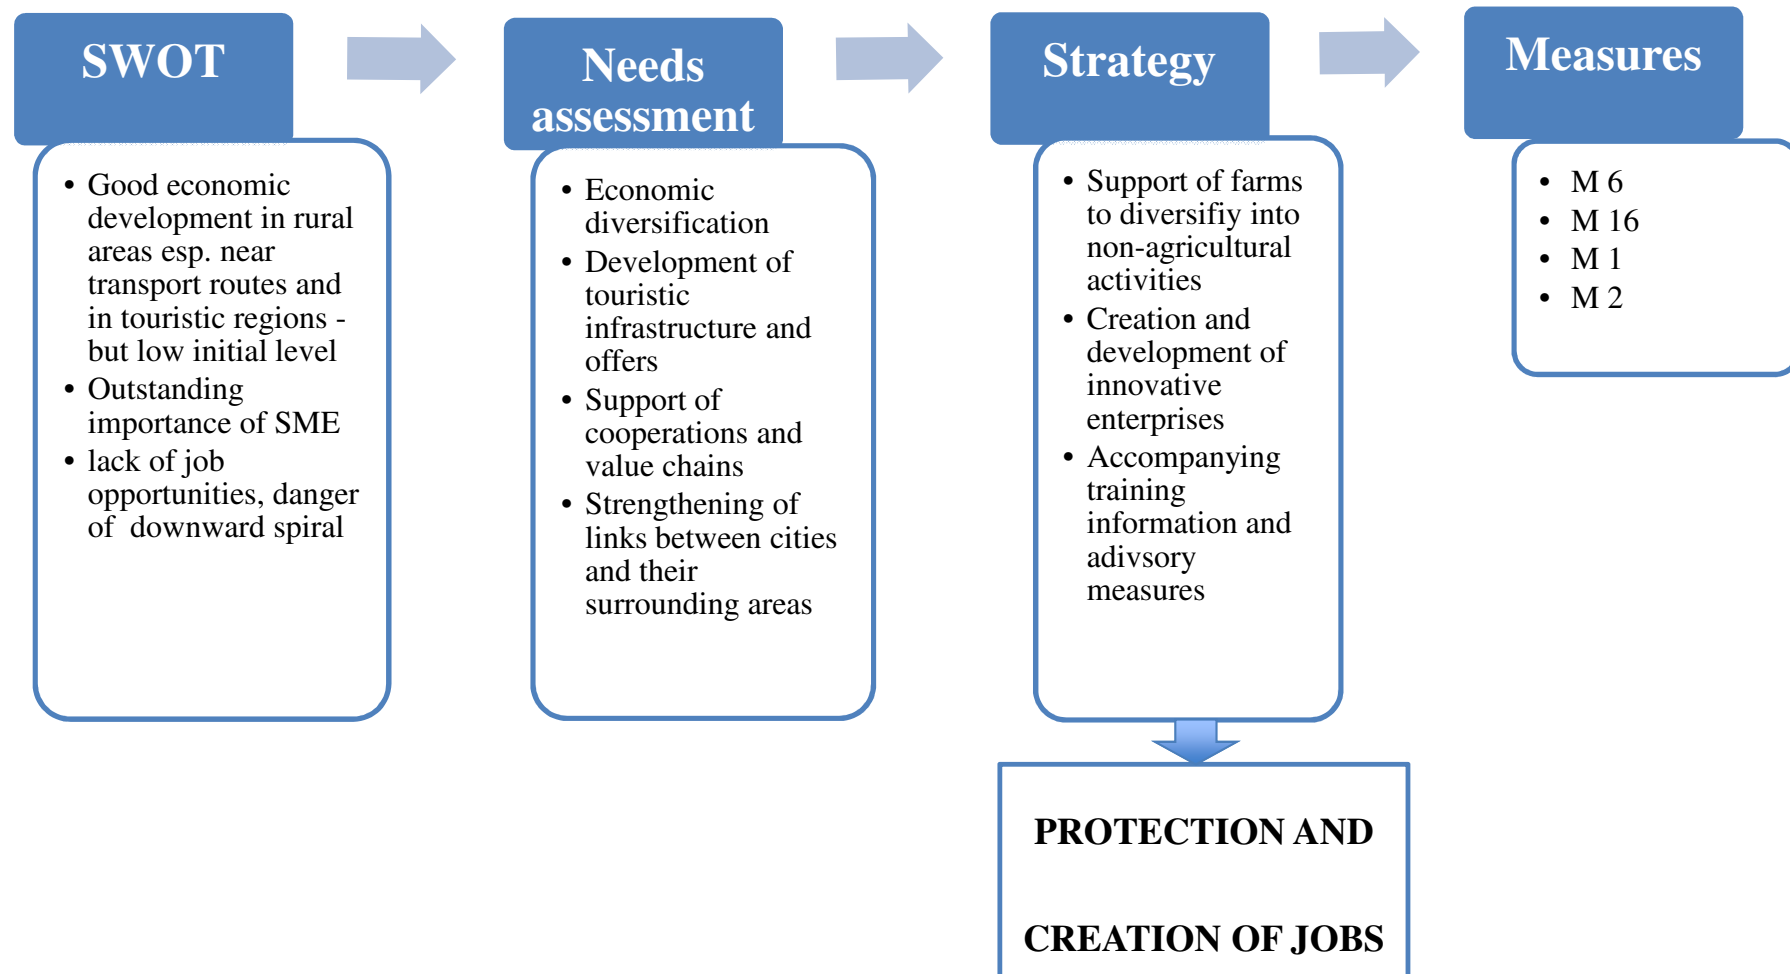 SWOT
• Good economic
development in rural
areas esp. near
transport routes and
in touristic regions -
but low initial level
• Outstanding
importance of SME
• lack of job
opportunities, danger
of downward spiral
Needs
assessment
• Economic
diversification
• Development of
touristic
infrastructure and
offers
• Support of
cooperations and
value chains
• Strengthening of
links between cities
and their
surrounding areas
Strategy
• Support of farms
to diversifiy into
non-agricultural
activities
• Creation and
development of
innovative
enterprises
• Accompanying
training
information and
adivsory
measures
PROTECTION AND
CREATION OF JOBS
Measures
• M 6
• M 16
• M 1
• M 2